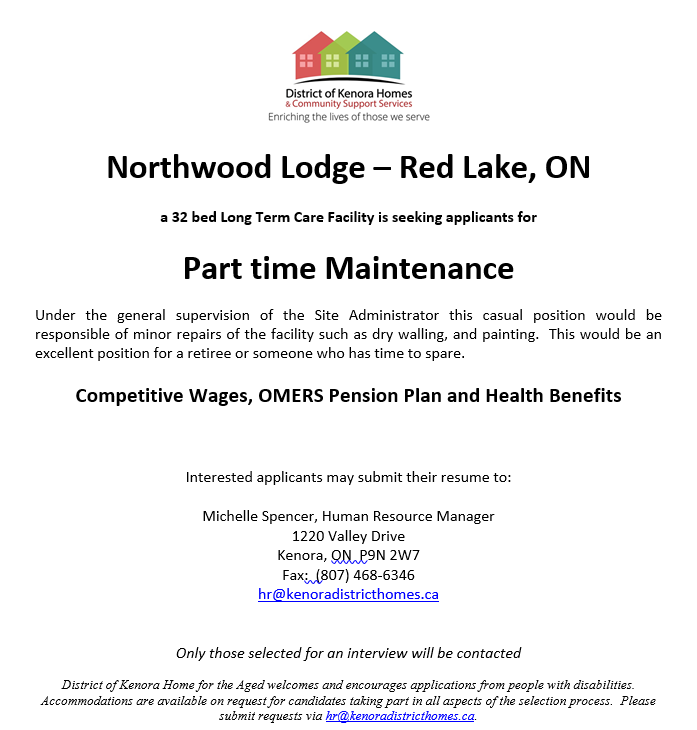 District of Kenora Homes
& Community Support Services
Enriching the lives of those we serve
Northwood Lodge – Red Lake, ON
a 32 bed Long Term Care Facility is seeking applicants for
Part time Maintenance
Under the general supervision of the Site Administrator this casual position would be
responsible of minor repairs of the facility such as dry walling, and painting.  This would be an
excellent position for a retiree or someone who has time to spare.
Competitive Wages, OMERS Pension Plan and Health Benefits
Interested applicants may submit their resume to:
Michelle Spencer, Human Resource Manager
1220 Valley Drive
Kenora, ON  P9N 2W7
Fax:  (807) 468-6346
hr@kenoradistricthomes.ca
Only those selected for an interview will be contacted
District of Kenora Home for the Aged welcomes and encourages applications from people with disabilities.
Accommodations are available on request for candidates taking part in all aspects of the selection process.  Please
submit requests via hr@kenoradistricthomes.ca.